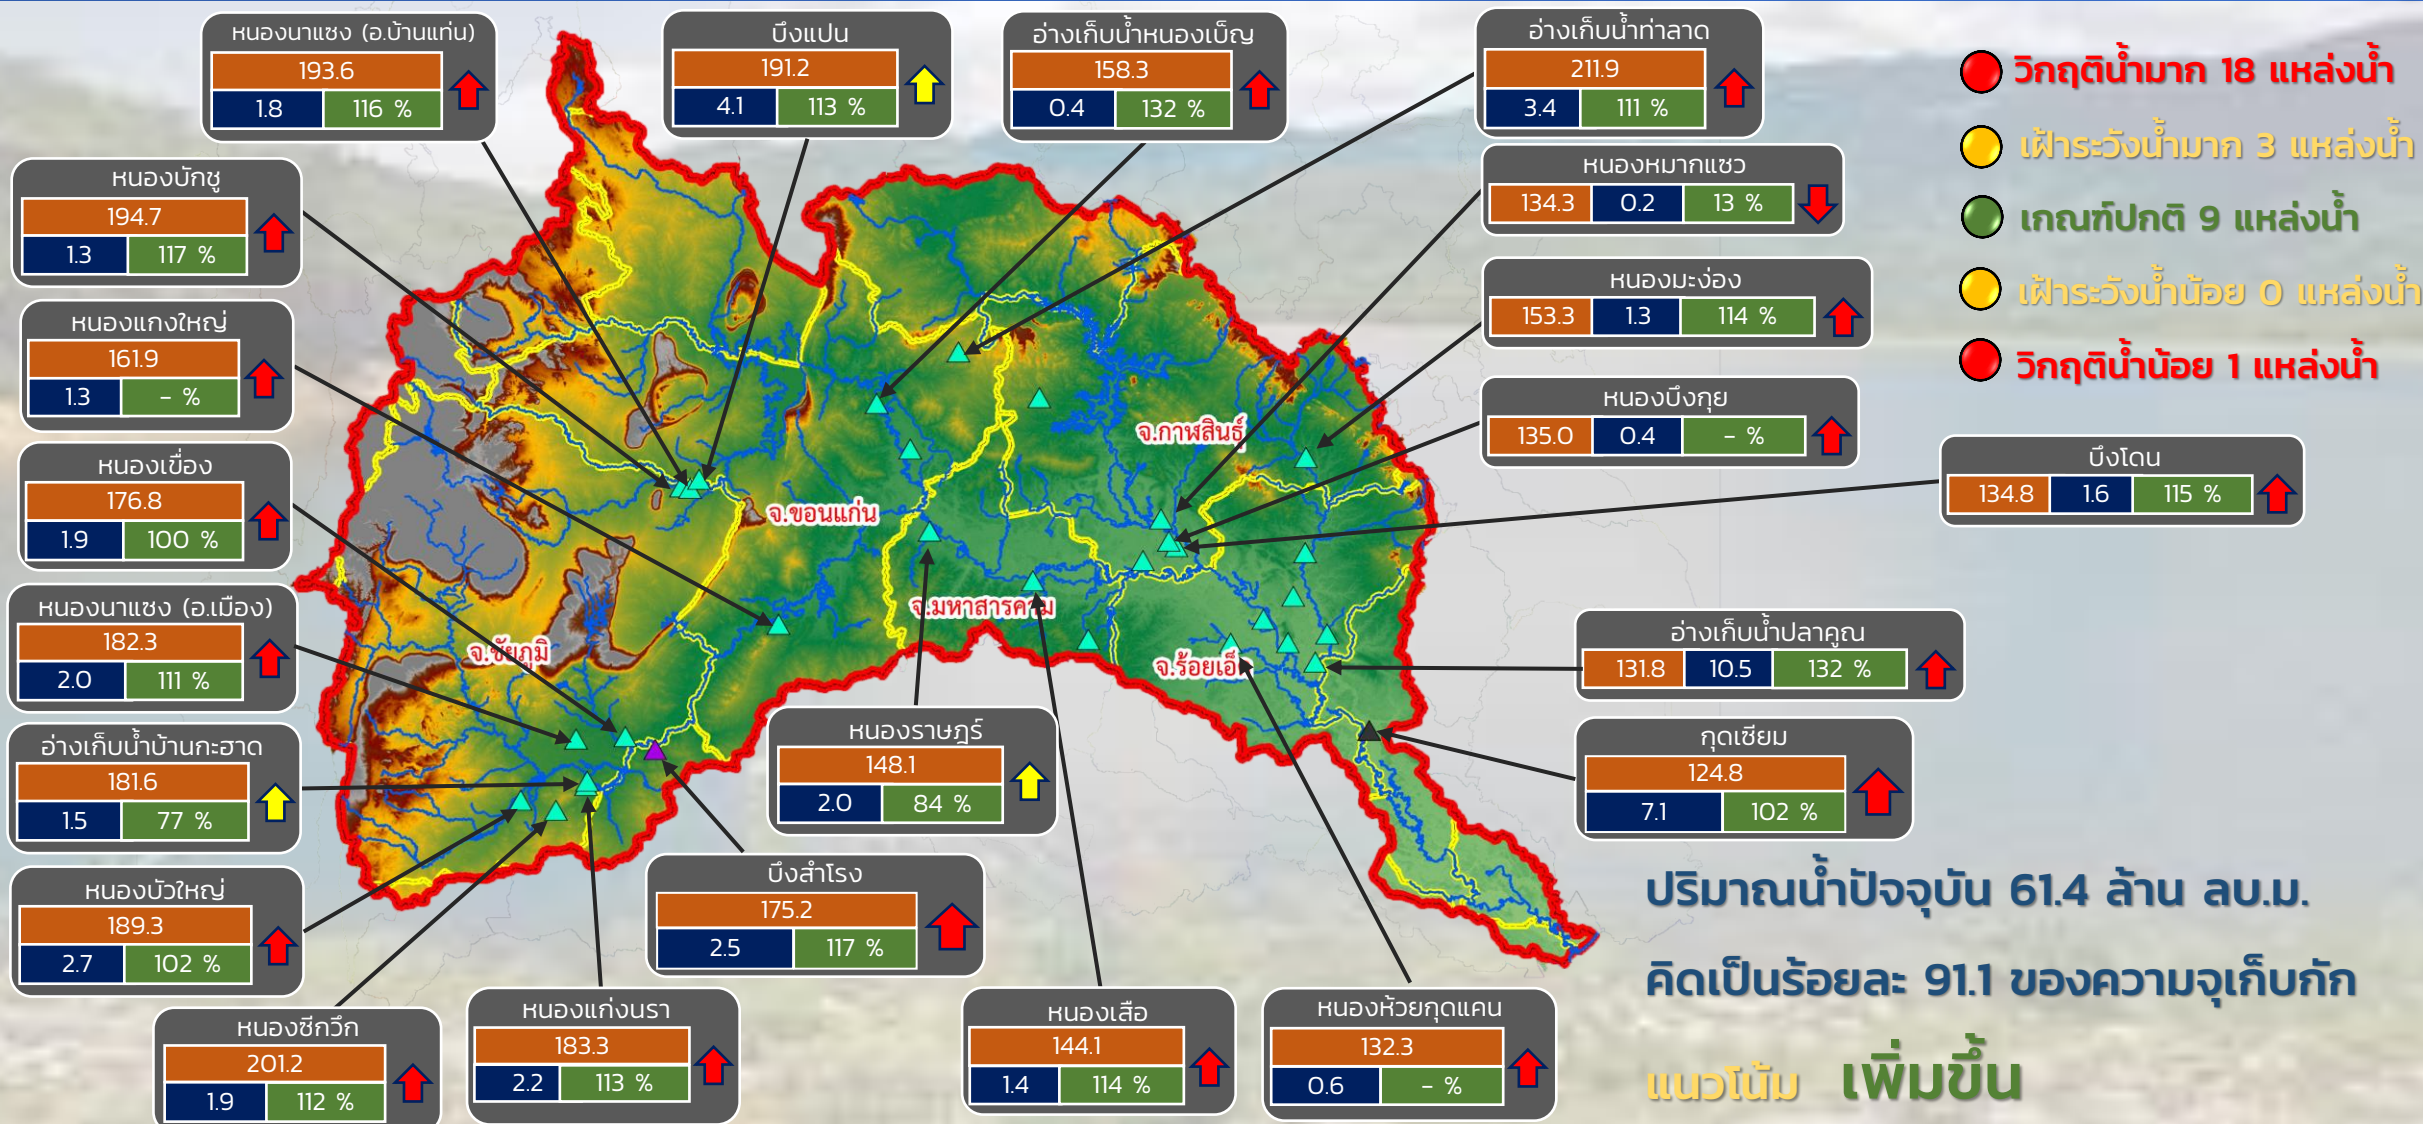 หนองนาแซง (อ.บ้านแท่น)
193.6
1.8 116 %
บึงแปน
191.2
4.1 113 %
อ่างเก็บน้ำหนองเบ็ญ
158.3
0.4 132 %
อ่างเก็บน้ำท่าลาด
211.9
3.4 111 %
วิกฤติน้ำมาก 18 แหล่งน้ำ
เฝ้าระวังน้ำมาก 3 แหล่งน้ำ
เกณฑ์ปกติ 9 แหล่งน้ำ
เฝ้าระวังน้ำน้อย 0 แหล่งน้ำ
วิกฤติน้ำน้อย 1 แหล่งน้ำ
หนองบักชู
194.7
1.3 117 %
หนองหมากแซว
134.3 0.2 13 %
หนองมะง่อง
153.3 1.3 114 %
หนองแกงใหญ่
161.9
1.3 - %
หนองบึงกุย
135.0 0.4 - %
หนองเขื่อง
176.8
1.9 100 %
บึงโดน
134.8 1.6 115 %
จ.กาฬสินธุ์
จ.ขอนแก่น
จ.มหาสารคาม
จ.ชัยภูมิ
จ.ร้อยเอ็ด
หนองนาแซง (อ.เมือง)
182.3
2.0 111 %
อ่างเก็บน้ำปลาคูณ
131.8 10.5 132 %
อ่างเก็บน้ำบ้านกะฮาด
181.6
1.5 77 %
หนองราษฎร์
148.1
2.0 84 %
กุดเซียม
124.8
7.1 102 %
หนองบัวใหญ่
189.3
2.7 102 %
บึงสำโรง
175.2
2.5 117 %
หนองซีกวึก
201.2
1.9 112 %
หนองแก่งนรา
183.3
2.2 113 %
หนองเสือ
144.1
1.4 114 %
หนองห้วยกุดแคน
132.3
0.6 - %
ปริมาณน้ำปัจจุบัน 61.4 ล้าน ลบ.ม.
คิดเป็นร้อยละ 91.1 ของความจุเก็บกัก
แนวโน้ม เพิ่มขึ้น